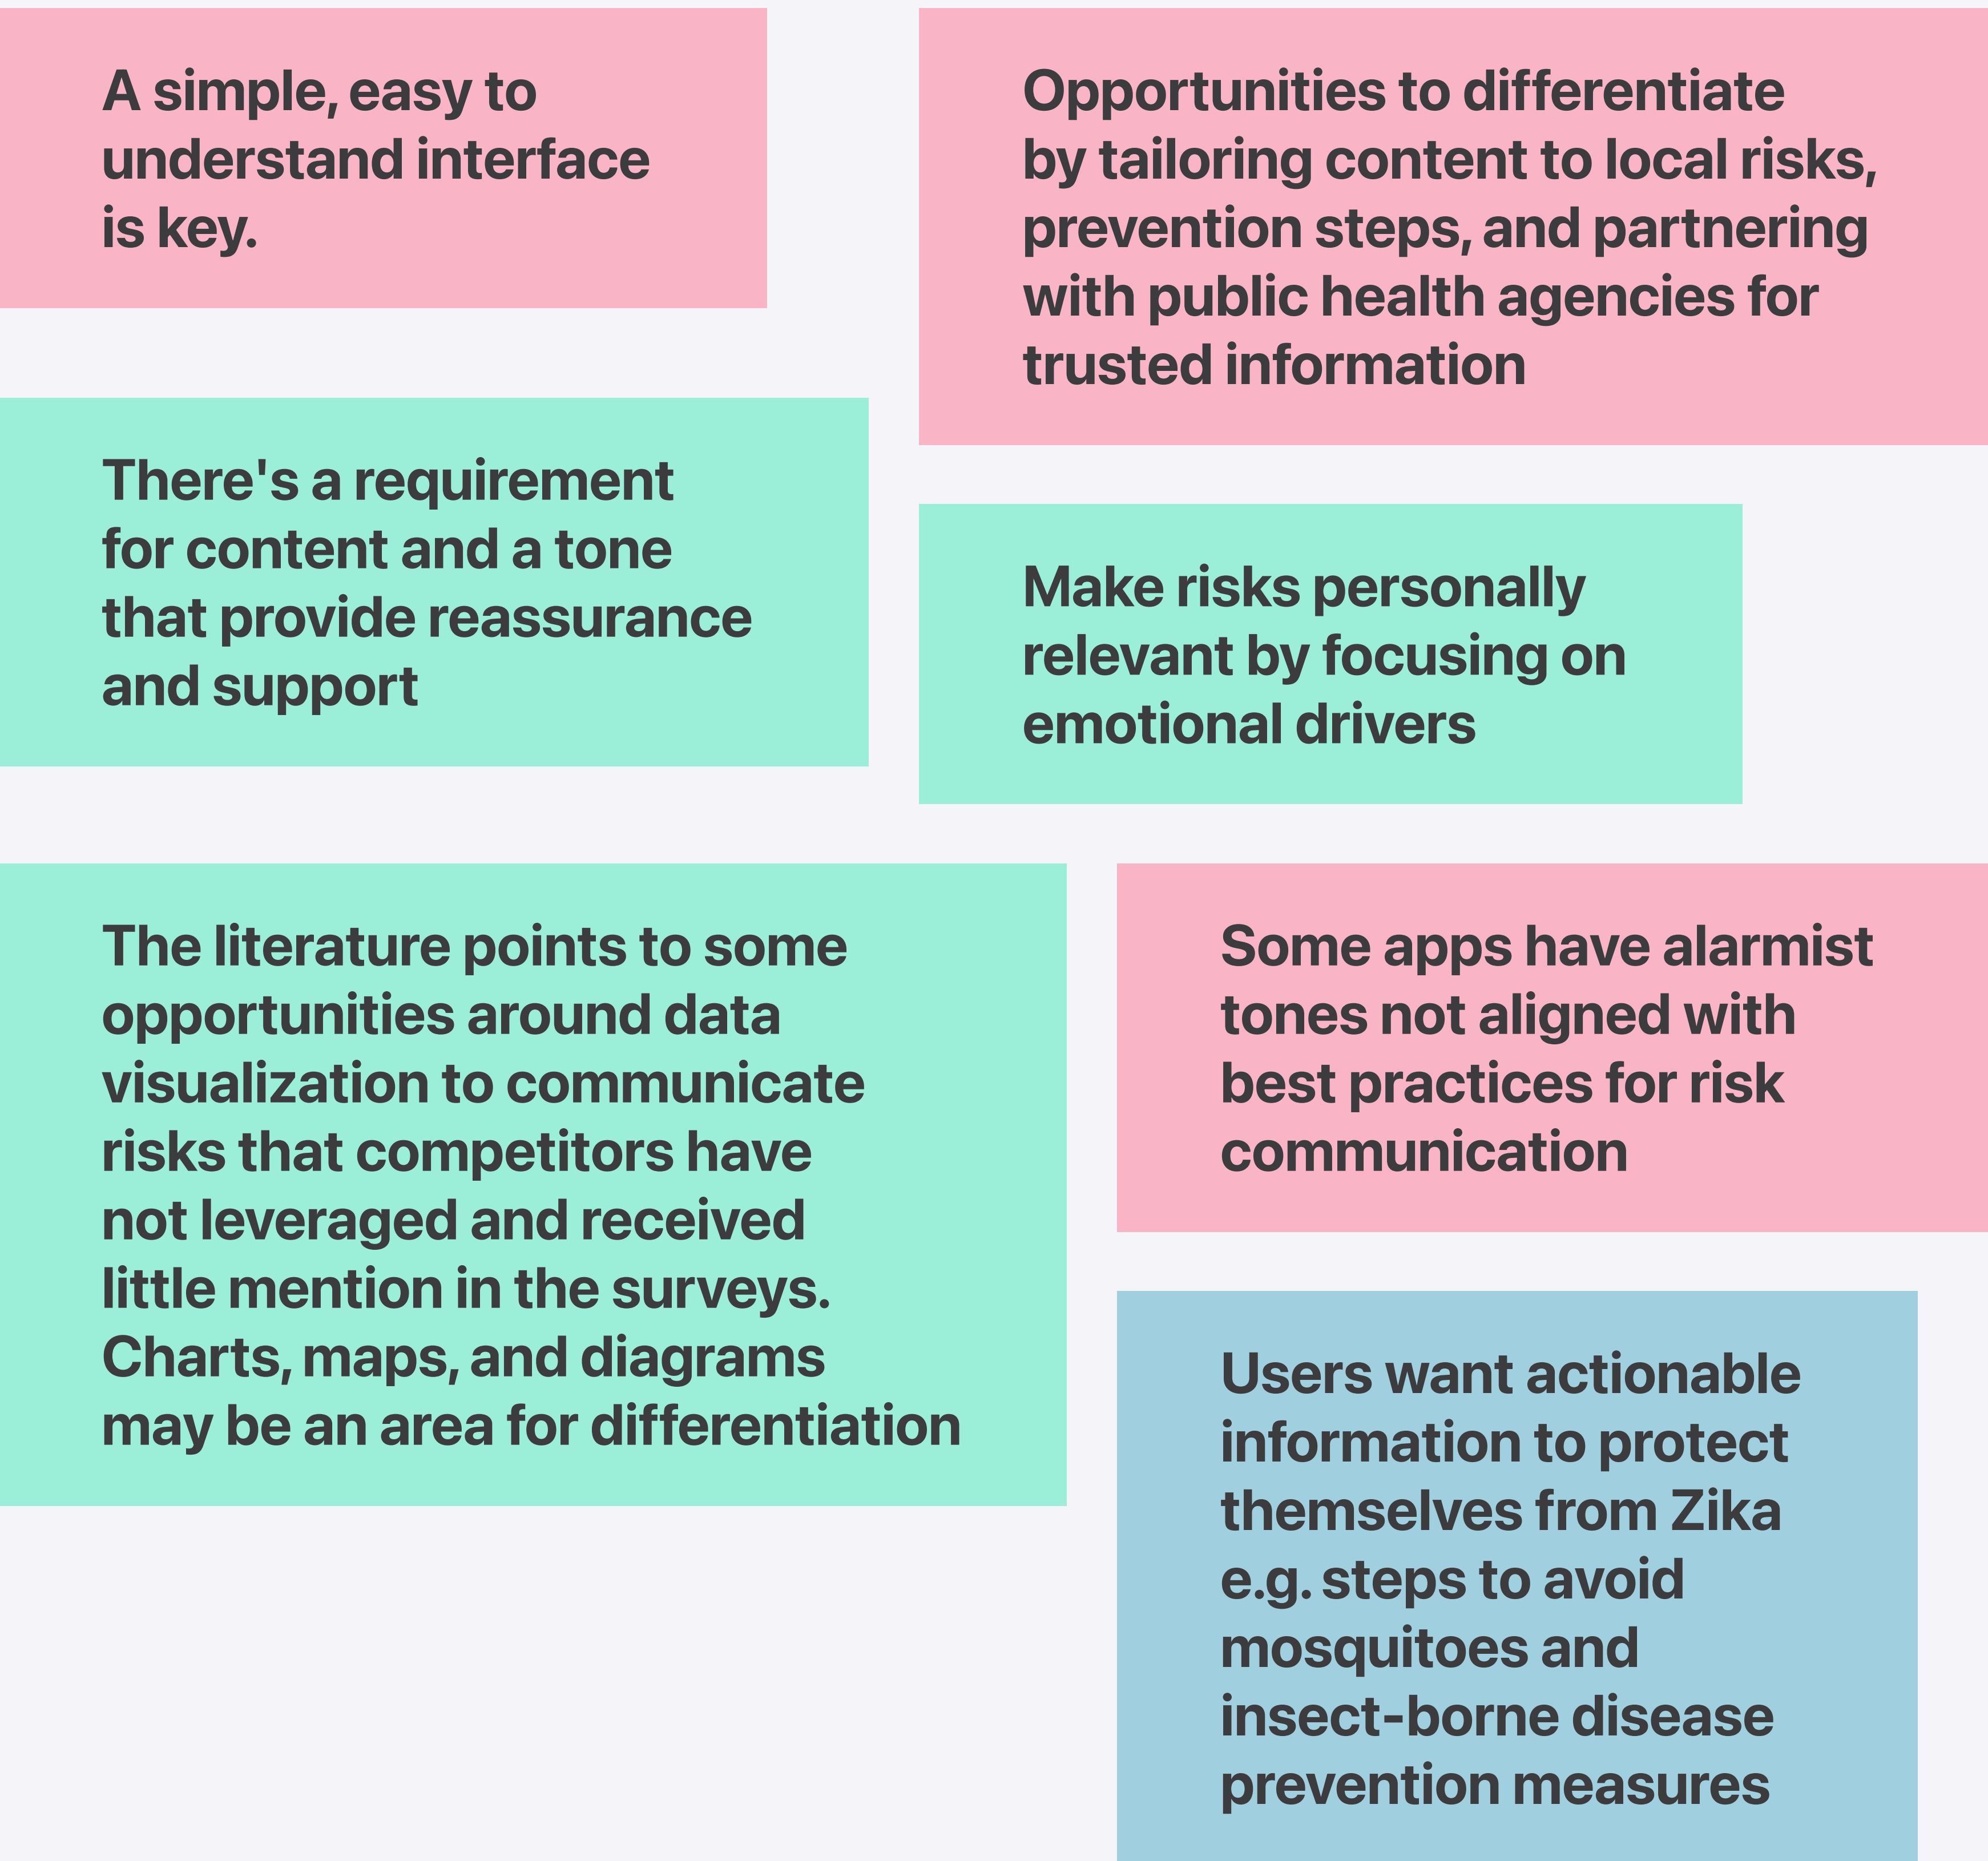 A simple, easy to
understand interface
is key.
Opportunities to differentiate
by tailoring content to local risks,
prevention steps, and partnering
with public health agencies for
trusted information
There's a requirement
for content and a tone
that provide reassurance
and support
Make risks personally
relevant by focusing on
emotional drivers
The literature points to some
opportunities around data
visualization to communicate
risks that competitors have
not leveraged and received
little mention in the surveys.
Charts, maps, and diagrams
may be an area for differentiation
Some apps have alarmist
tones not aligned with
best practices for risk
communication
Users want actionable
information to protect
themselves from Zika
e.g. steps to avoid
mosquitoes and
insect-borne disease
prevention measures